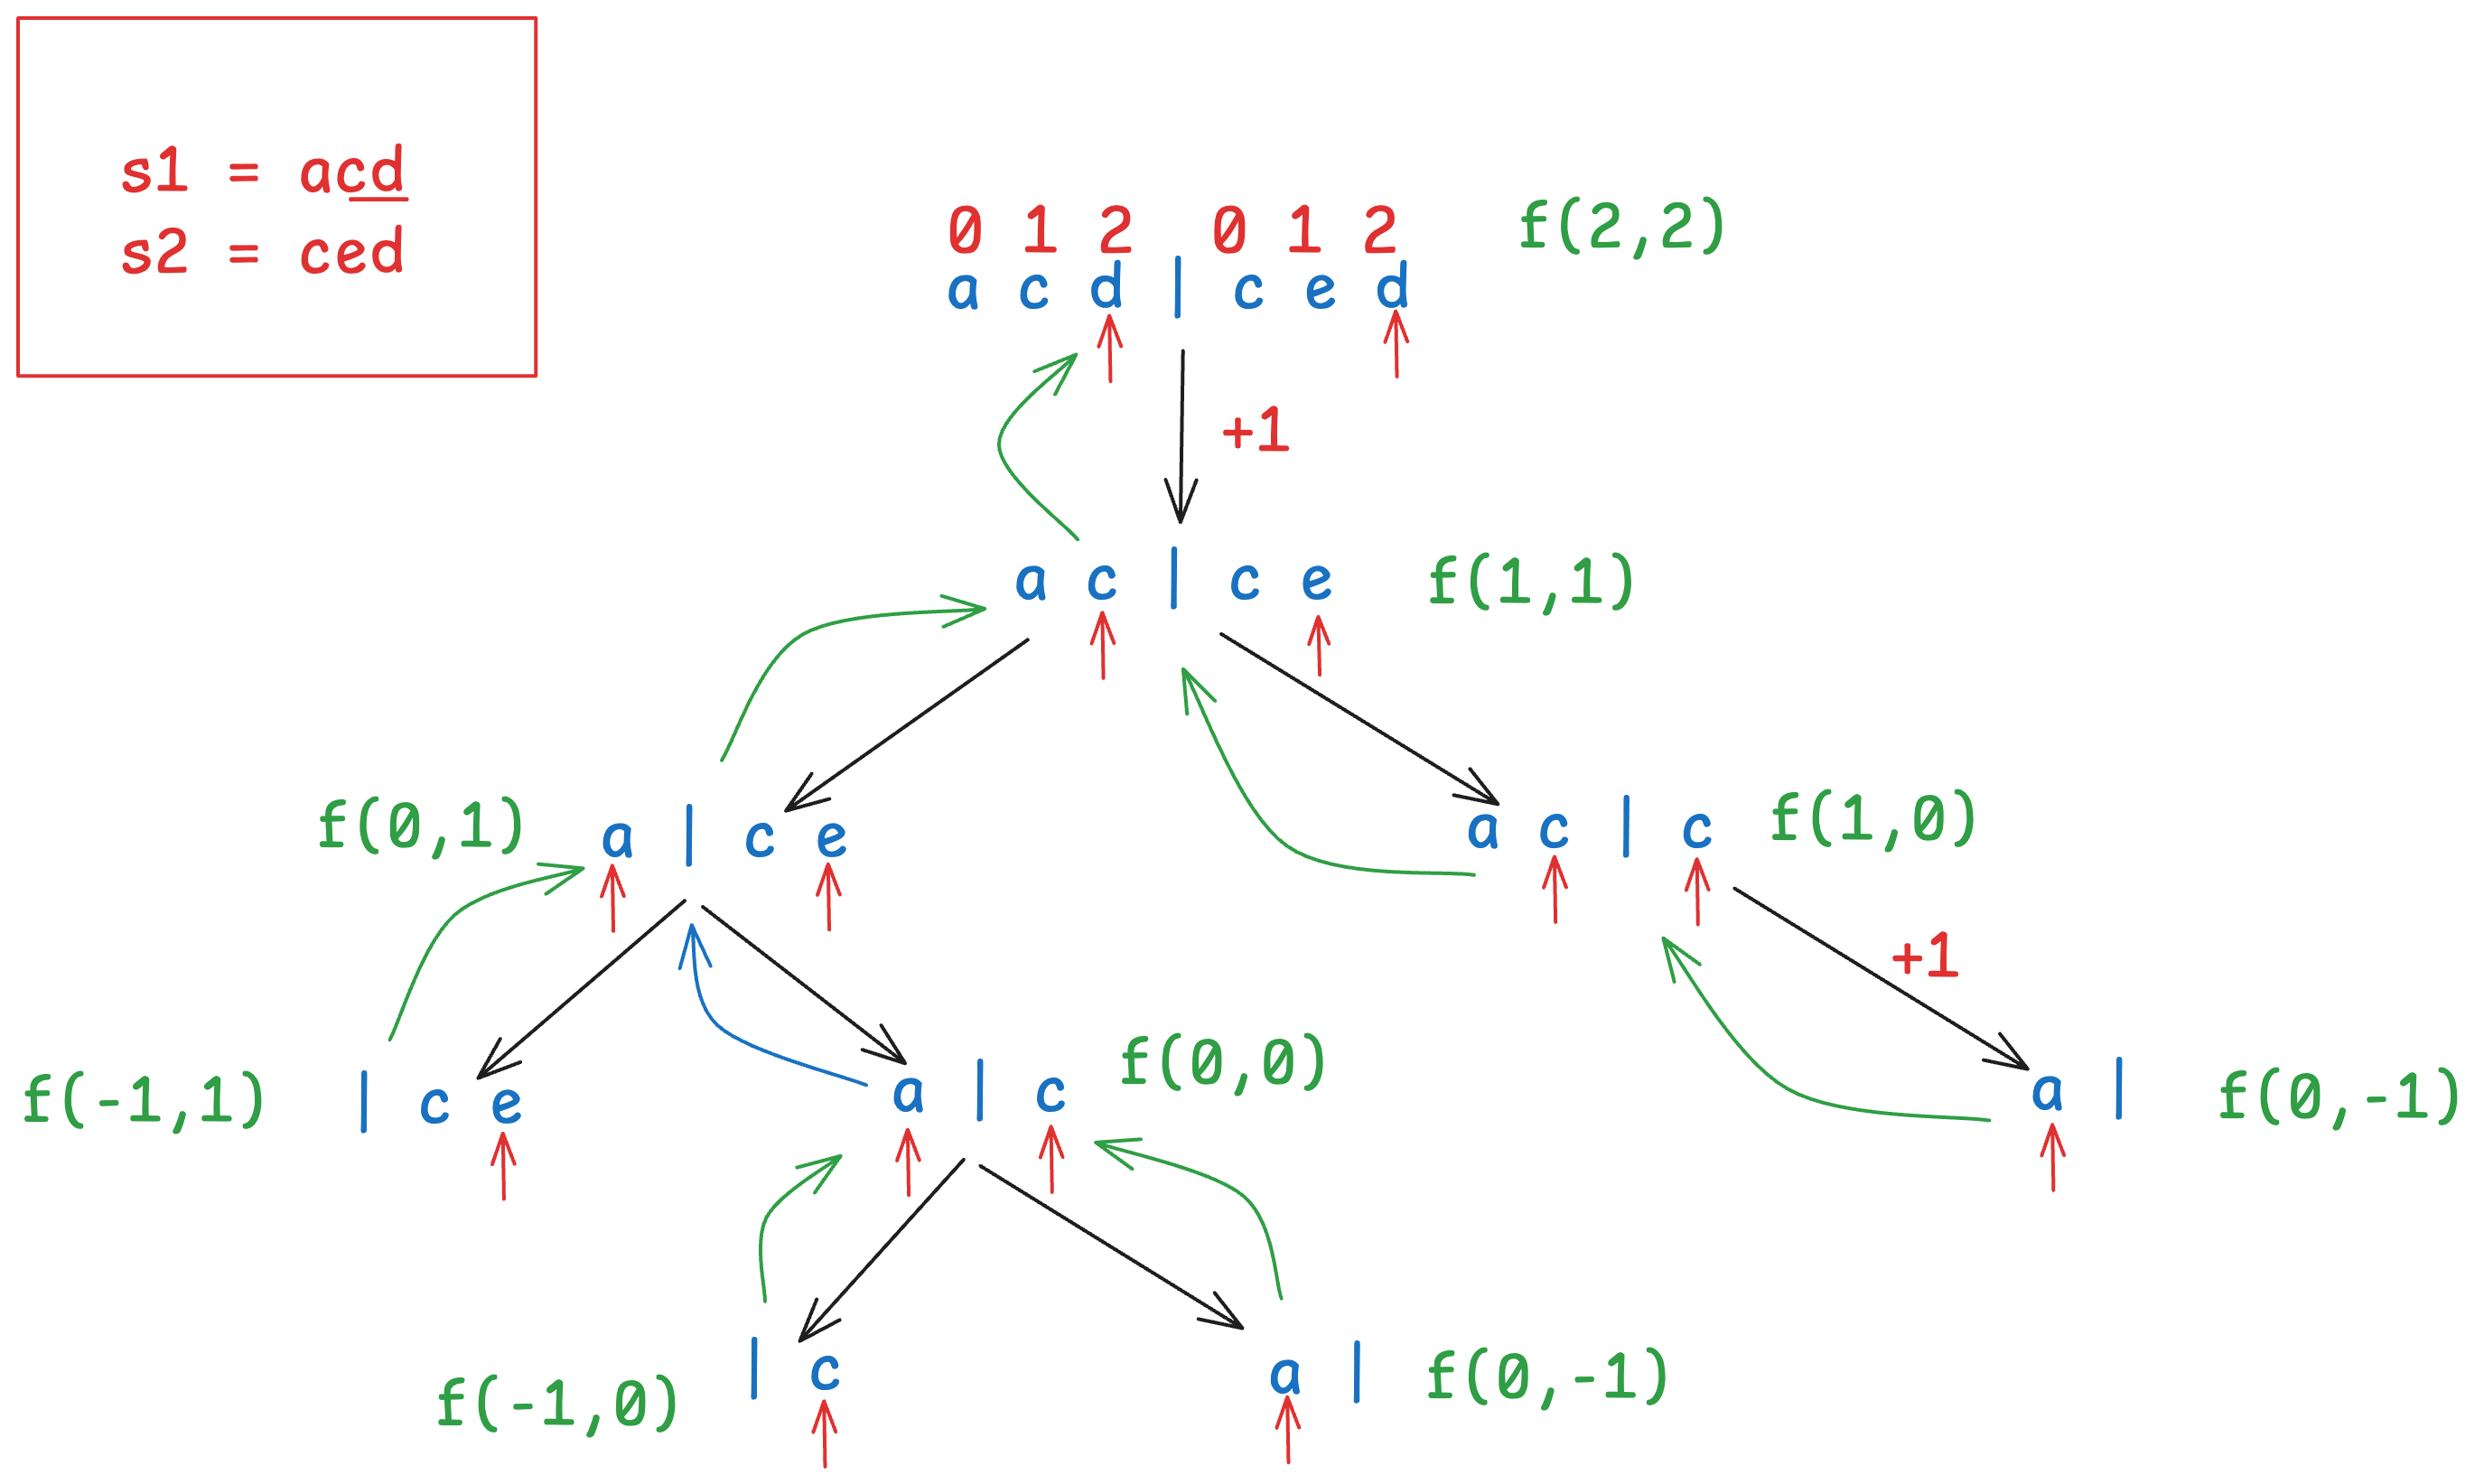 s1 = acd
s2 = ced
0 1 2 0 1 2
f(2,2)
a c d | c e d
+1
a c | c e
f(1,1)
f(0,1)
a | c e
a c | c
f(1,0)
+1
f(-1,1)
| c e
a | c
f(0,0)
a |
f(0,-1)
f(-1,0)
| c
a |
f(0,-1)